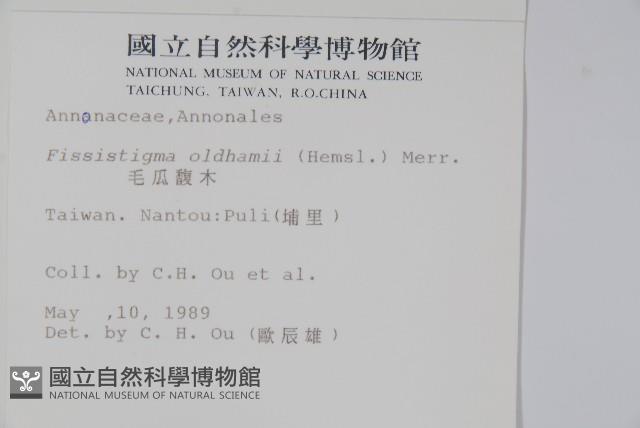 國立自然科學博物館
NATIONAL MUSEUM OF NATURAL SCIENCE
TAICHUNG. TAIWAN, R.O.CHINA
Annonaceae,Annonales
Fissistigma oldhamii (Hemsl.) Merr.
毛瓜馥木
Taiwan. Nantou:Puli(埔里)
Coll. by C.H. Ou et al.
May ,10, 1989
Det. by C. H. Ou (歐辰雄)
國立自然科學博物館
NATIONAL MUSEUM OF NATURAL SCIENCE